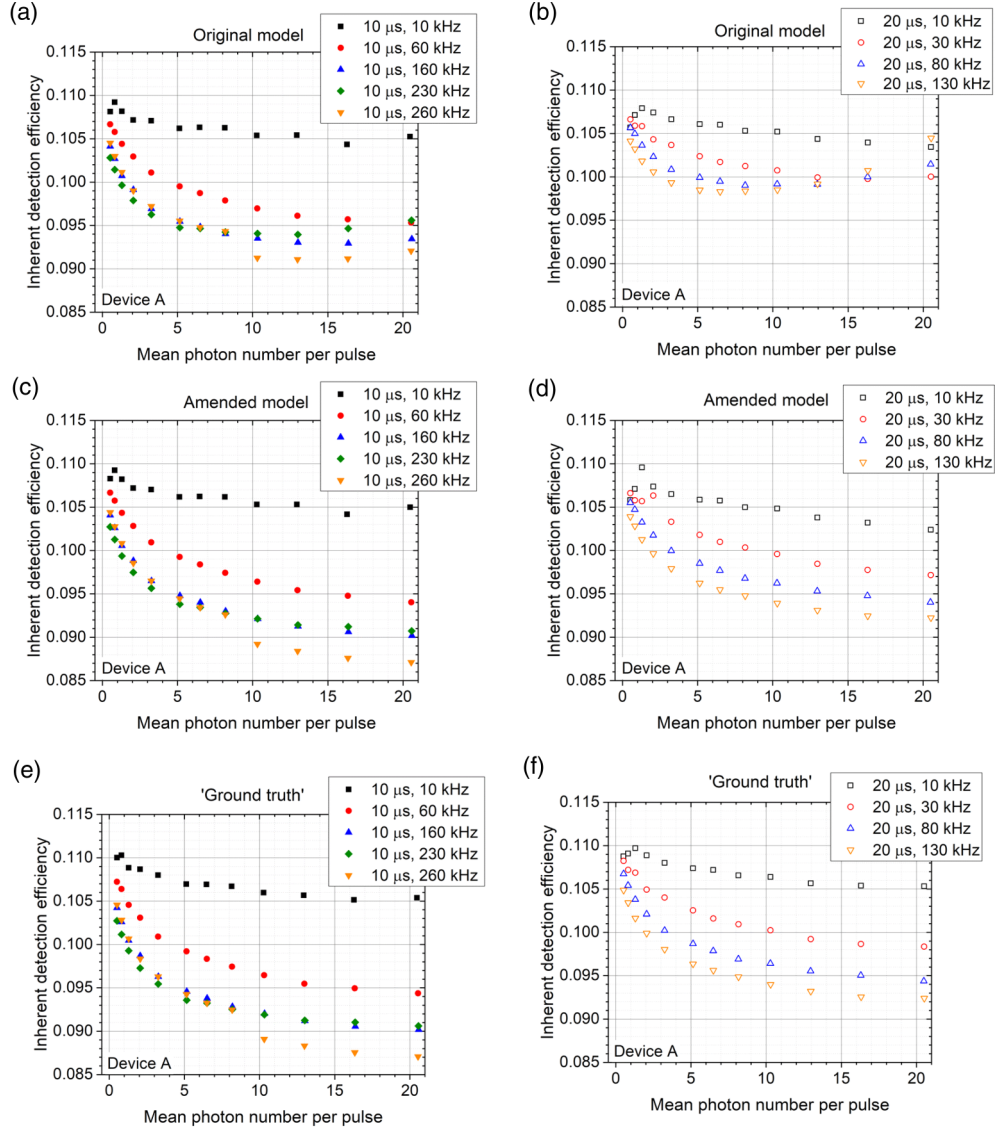 (a)
Original model
10 μs, 10 kHz
10 μs, 60 kHz
10 μs, 160 kHz
10 μs, 230 kHz
10 μs, 260 kHz
0.115
0.110
0.105
0.100
0.095
0.090
0.085
Inherent detection efficiency
Device A
0 5 10 15 20
Mean photon number per pulse
(b)
Original model
20 μs, 10 kHz
20 μs, 30 kHz
20 μs, 80 kHz
20 μs, 130 kHz
0.115
0.110
0.105
0.100
0.095
0.090
0.085
Inherent detection efficiency
Device A
0 5 10 15 20
Mean photon number per pulse
(c)
Amended model
10 μs, 10 kHz
10 μs, 60 kHz
10 μs, 160 kHz
10 μs, 230 kHz
10 μs, 260 kHz
0.115
0.110
0.105
0.100
0.095
0.090
0.085
Inherent detection efficiency
Device A
0 5 10 15 20
Mean photon number per pulse
(d)
Amended model
20 μs, 10 kHz
20 μs, 30 kHz
20 μs, 80 kHz
20 μs, 130 kHz
0.115
0.110
0.105
0.100
0.095
0.090
0.085
Inherent detection efficiency
Device A
0 5 10 15 20
Mean photon number per pulse
(e)
'Ground truth'
10 μs, 10 kHz
10 μs, 60 kHz
10 μs, 160 kHz
10 μs, 230 kHz
10 μs, 260 kHz
0.115
0.110
0.105
0.100
0.095
0.090
0.085
Inherent detection efficiency
Device A
0 5 10 15 20
Mean photon number per pulse
(f)
'Ground truth'
20 μs, 10 kHz
20 μs, 30 kHz
20 μs, 80 kHz
20 μs, 130 kHz
0.115
0.110
0.105
0.100
0.095
0.090
0.085
Inherent detection efficiency
Device A
0 5 10 15 20
Mean photon number per pulse